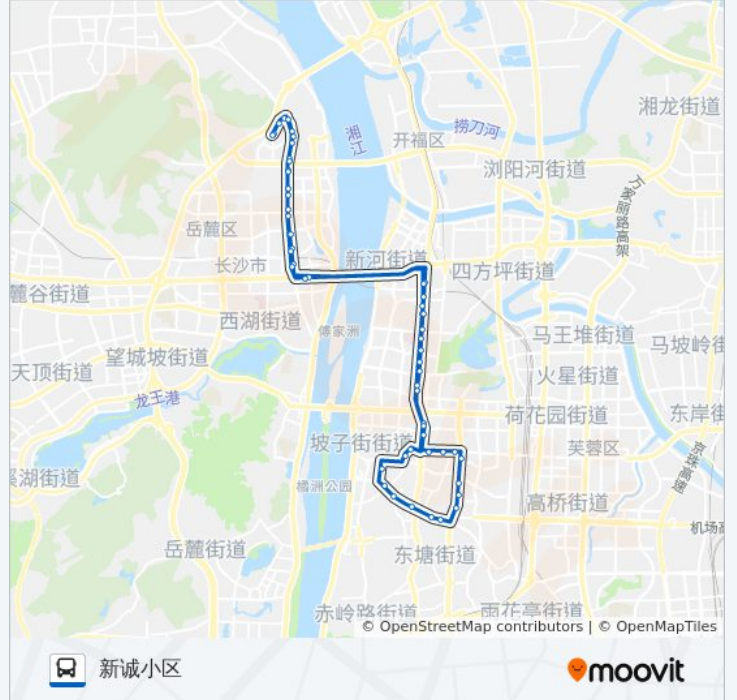 湘龙街道
湘江
捞刀河
开福区
浏阳河街道
万家丽路高架
岳麓区
新河街道
长沙市
四方坪街道
麓谷街道
西湖街道
傅家洲
马王堆街道
马坡岭街
望城坡街道
天顶街道
火星街道
龙王港
荷花园街道
东岸街
坡子街街道
芙蓉区
京珠高速
溪湖街道
橘洲公园
高桥街道
机场高
岳麓街道
东塘街道
赤岭路街道
雨花亭街道
© OpenStreetMap contributors | © OpenMapTiles
新诚小区
moovit